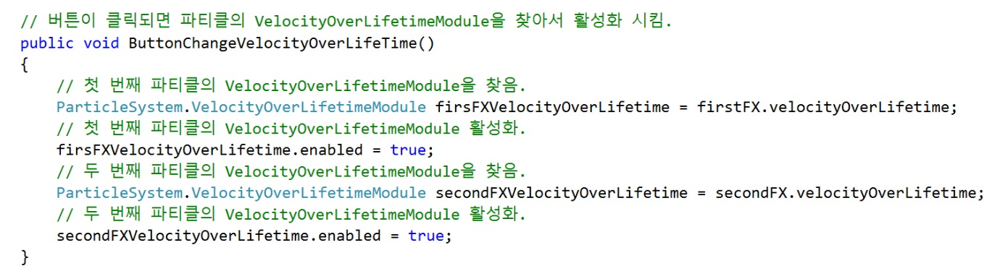 // 버튼이 클릭되면 파티클의 VelocityOverLifetimeModule을 찾아서 활성화 시킴.
public void ButtonChangeVelocityOverLifeTime()
{
// 첫 번째 파티클의 VelocityOverLifetimeModule을 찾음.
ParticleSystem.VelocityOverLifetimeModule firsFXVelocityOverLifetime = firstFX.velocityOverLifetime;
// 첫 번째 파티클의 VelocityOverLifetimeModule 활성화.
firsFXVelocityOverLifetime.enabled = true;
// 두 번째 파티클의 VelocityOverLifetimeModule을 찾음.
ParticleSystem.VelocityOverLifetimeModule secondFXVelocityOverLifetime = secondFX.velocityOverLifetime;
// 두 번째 파티클의 VelocityOverLifetimeModule 활성화.
secondFXVelocityOverLifetime.enabled = true;
}